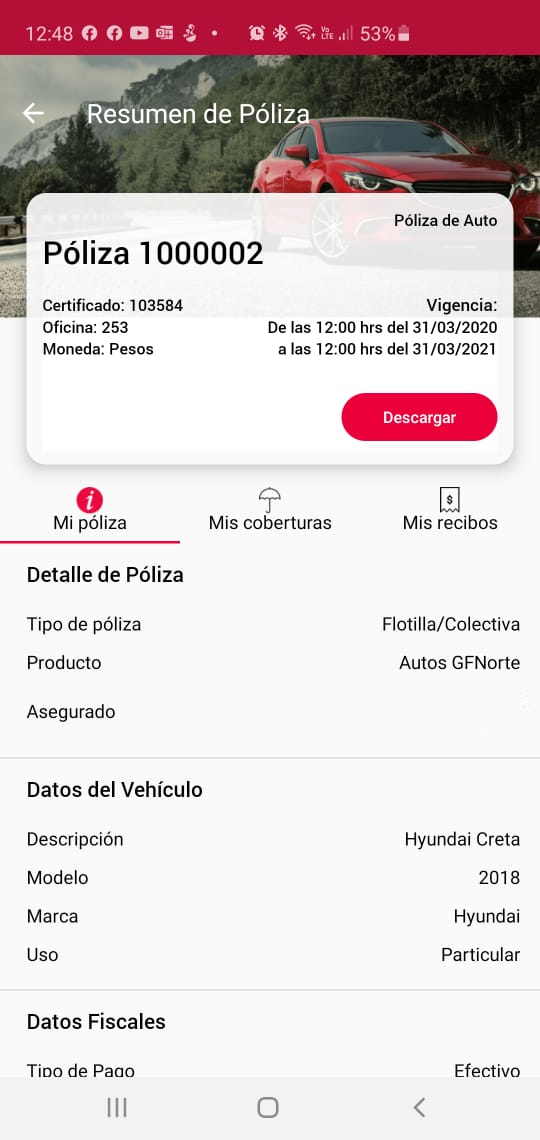 12:48 53%
Resumen de Póliza
Póliza de Auto
Póliza 1000002
Certificado: 103584
Oficina: 253
Moneda: Pesos
Vigencia:
De las 12:00 hrs del 31/03/2020
a las 12:00 hrs del 31/03/2021
Descargar
Mi póliza Mis coberturas Mis recibos
Detalle de Póliza
Tipo de póliza Flotilla/Colectiva
Producto Autos GFNorte
Asegurado
Datos del Vehículo
Descripción Hyundai Creta
Modelo 2018
Marca Hyundai
Uso Particular
Datos Fiscales
Tipo de Pago Efectivo